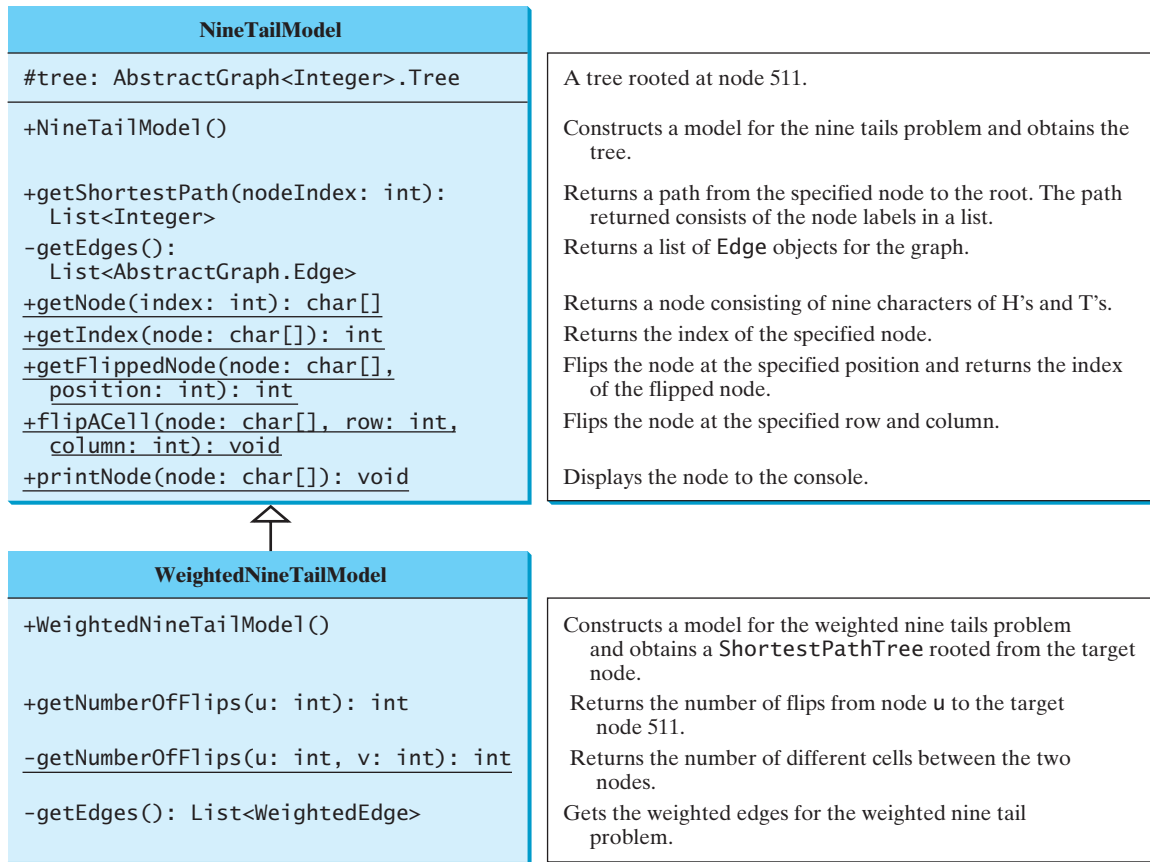 NineTailModel
#tree: AbstractGraph<Integer>.Tree
A tree rooted at node 511.
+NineTailModel()
Constructs a model for the nine tails problem and obtains the
tree.
+getShortestPath(nodeIndex: int):
List<Integer>
Returns a path from the specified node to the root. The path
returned consists of the node labels in a list.
-getEdges():
List<AbstractGraph.Edge>
Returns a list of Edge objects for the graph.
+getNode(index: int): char[]
Returns a node consisting of nine characters of H's and T's.
+getIndex(node: char[]): int
Returns the index of the specified node.
+getFlippedNode(node: char[],
position: int): int
Flips the node at the specified position and returns the index
of the flipped node.
+flipACell(node: char[], row: int,
column: int): void
Flips the node at the specified row and column.
+printNode(node: char[]): void
Displays the node to the console.
WeightedNineTailModel
+WeightedNineTailModel()
Constructs a model for the weighted nine tails problem
and obtains a ShortestPathTree rooted from the target
node.
+getNumberOfFlips(u: int): int
Returns the number of flips from node u to the target
node 511.
-getNumberOfFlips(u: int, v: int): int
Returns the number of different cells between the two
nodes.
-getEdges(): List<WeightedEdge>
Gets the weighted edges for the weighted nine tail
problem.